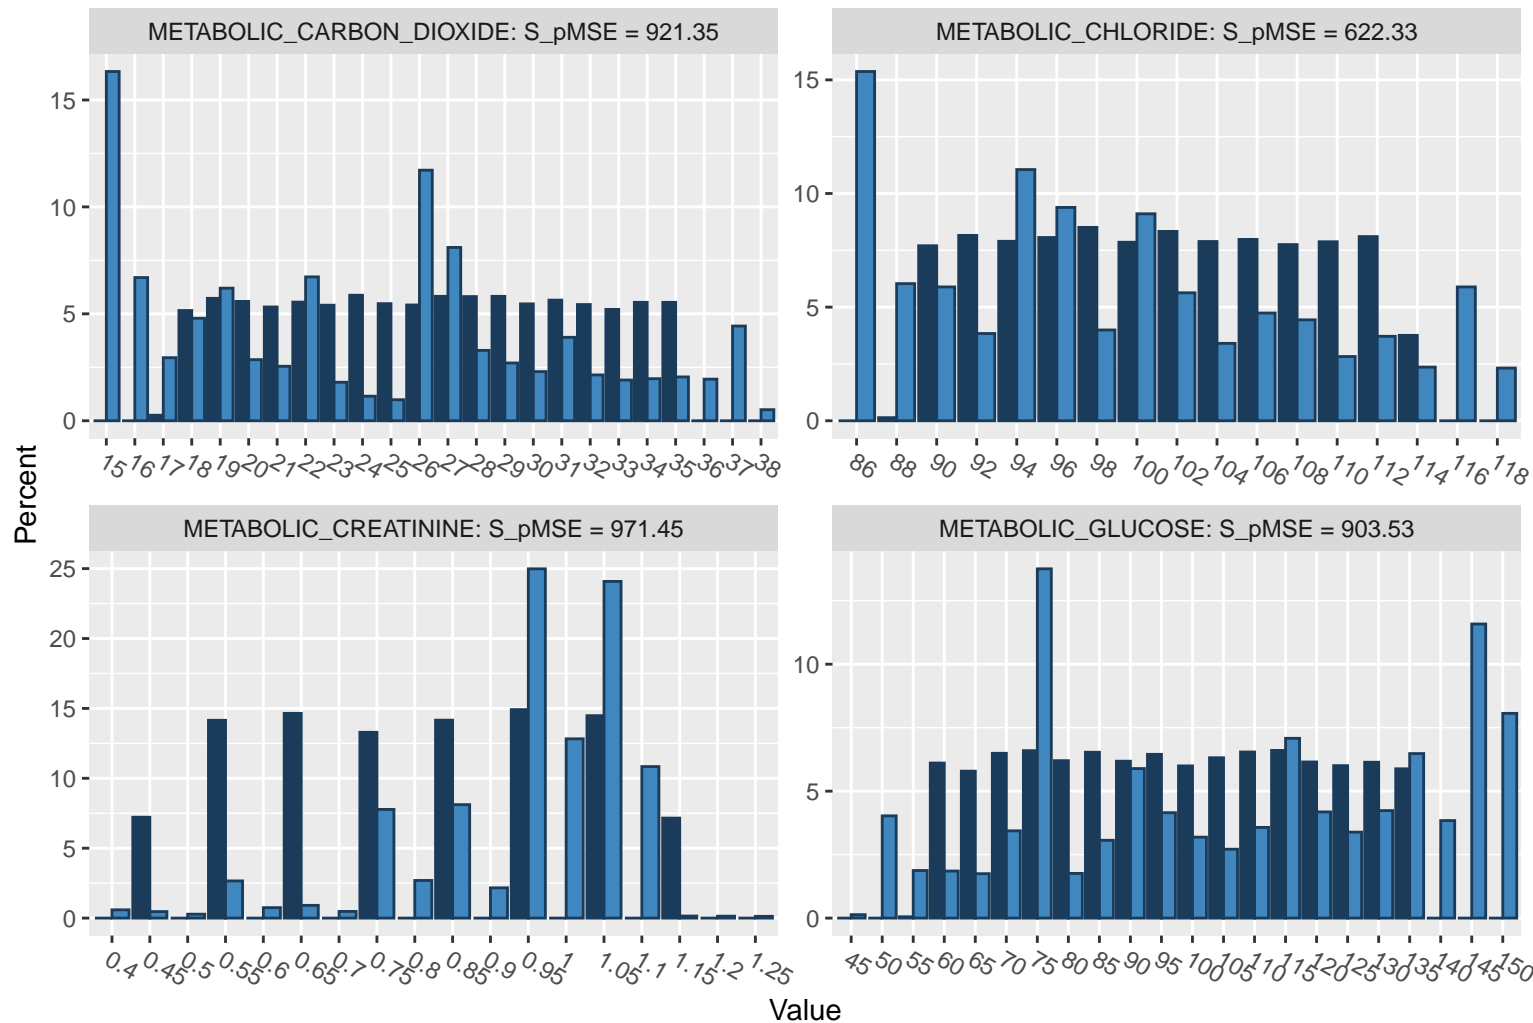 METABOLIC_CARBON_DIOXIDE: S_pMSE = 921.35
15
10
5
0
15 16 17 18 19 20 21 22 23 24 25 26 27 28 29 30 31 32 33 34 35 36 37 38
METABOLIC_CHLORIDE: S_pMSE = 622.33
15
10
5
0
86 88 90 92 94 96 98 100 102 104 106 108 110 112 114 116 118
Percent
METABOLIC_CREATININE: S_pMSE = 971.45
25
20
15
10
5
0
0.4 0.45 0.5 0.55 0.6 0.65 0.7 0.75 0.8 0.85 0.9 0.95 1 1.05 1.1 1.15 1.2 1.25
METABOLIC_GLUCOSE: S_pMSE = 903.53
10
5
0
45 50 55 60 65 70 75 80 85 90 95 100 105 110 115 120 125 130 135 140 145 150
Value